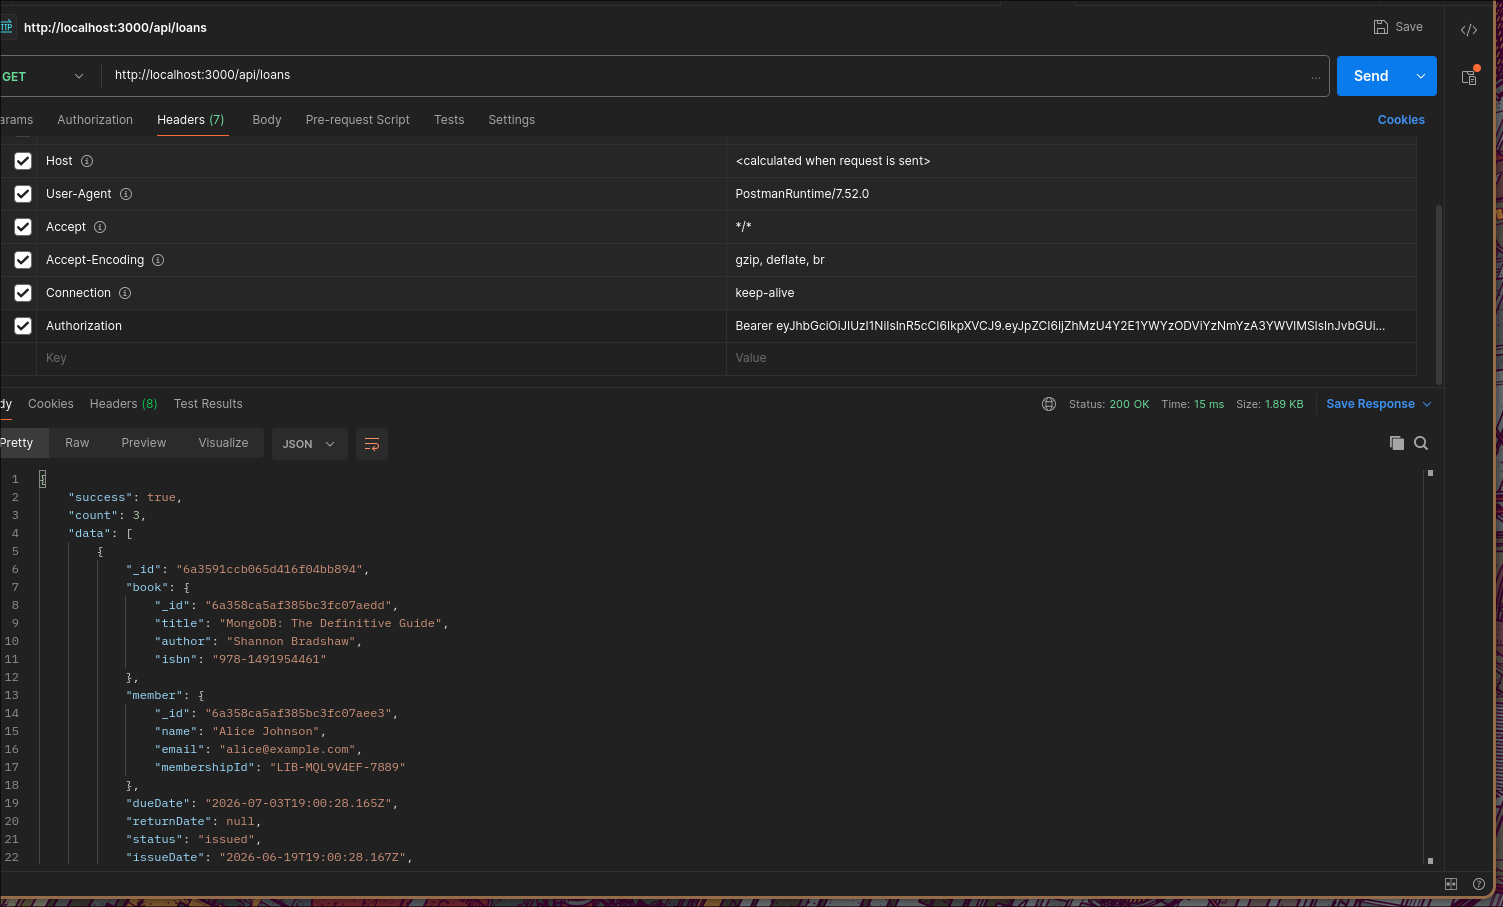 http://localhost:3000/api/loans
Save
GET
http://localhost:3000/api/loans
...
Send
arams
Authorization
Headers (7)
Body
Pre-request Script
Tests
Settings
Cookies
Host
<calculated when request is sent>
User-Agent
PostmanRuntime/7.52.0
Accept
*/*
Accept-Encoding
gzip, deflate, br
Connection
keep-alive
Authorization
Bearer eyJhbGciOiJIUzI1NiIsInR5cCI6IkpXVCJ9.eyJpZCI6IjZhMzU4Y2E1YWYzODViYzNmYzA3YWVlMSIsInJvbGUi...
Key
Value
dy
Cookies
Headers (8)
Test Results
Status: 200 OK
Time: 15 ms
Size: 1.89 KB
Save Response
Pretty
Raw
Preview
Visualize
JSON
1 {
2 "success": true,
3 "count": 3,
4 "data": [
5 {
6 "_id": "6a3591ccb065d416f04bb894",
7 "book": {
8 "_id": "6a358ca5af385bc3fc07aedd",
9 "title": "MongoDB: The Definitive Guide",
10 "author": "Shannon Bradshaw",
11 "isbn": "978-1491954461"
12 },
13 "member": {
14 "_id": "6a358ca5af385bc3fc07aee3",
15 "name": "Alice Johnson",
16 "email": "alice@example.com",
17 "membershipId": "LIB-MQL9V4EF-7889"
18 },
19 "dueDate": "2026-07-03T19:00:28.165Z",
20 "returnDate": null,
21 "status": "issued",
22 "issueDate": "2026-06-19T19:00:28.167Z",